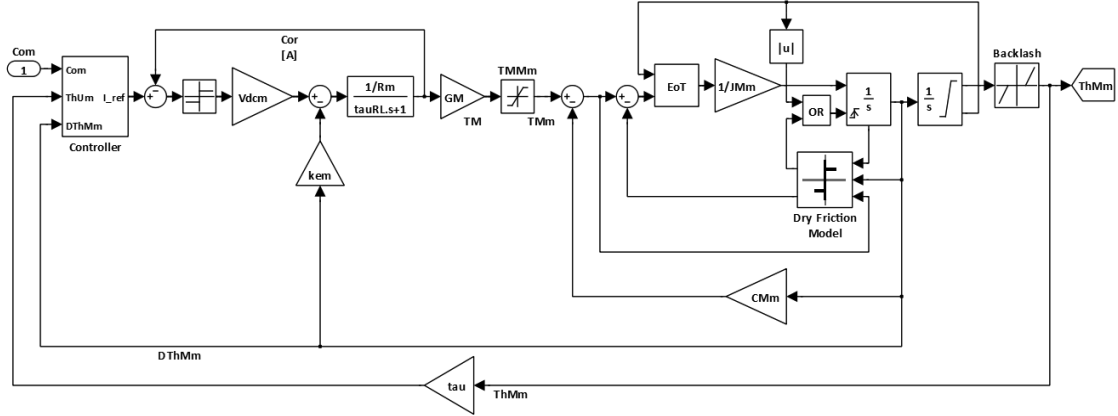 Com
1
Com
ThUm
I_ref
DThMm
Controller
Cor
[A]
Vdcm
kem
1/Rm
tauRL.s+1
GM
TM
TMMm
TMm
EoT
1/JMm
|u|
OR
1
s
1
s
Dry Friction
Model
Backlash
ThMm
CMm
DThMm
tau
ThMm